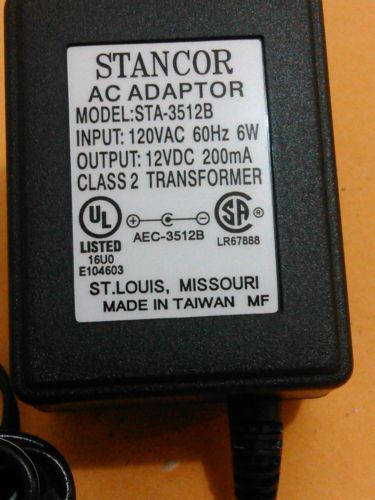 STANCOR
AC ADAPTOR
MODEL:STA-3512B
INPUT: 120VAC 60Hz 6W
OUTPUT: 12VDC 200mA
CLASS 2 TRANSFORMER
UL
LISTED
16U0
E104603
AEC-3512B
SA ®
LR67888
ST.LOUIS, MISSOURI
MADE IN TAIWAN MF